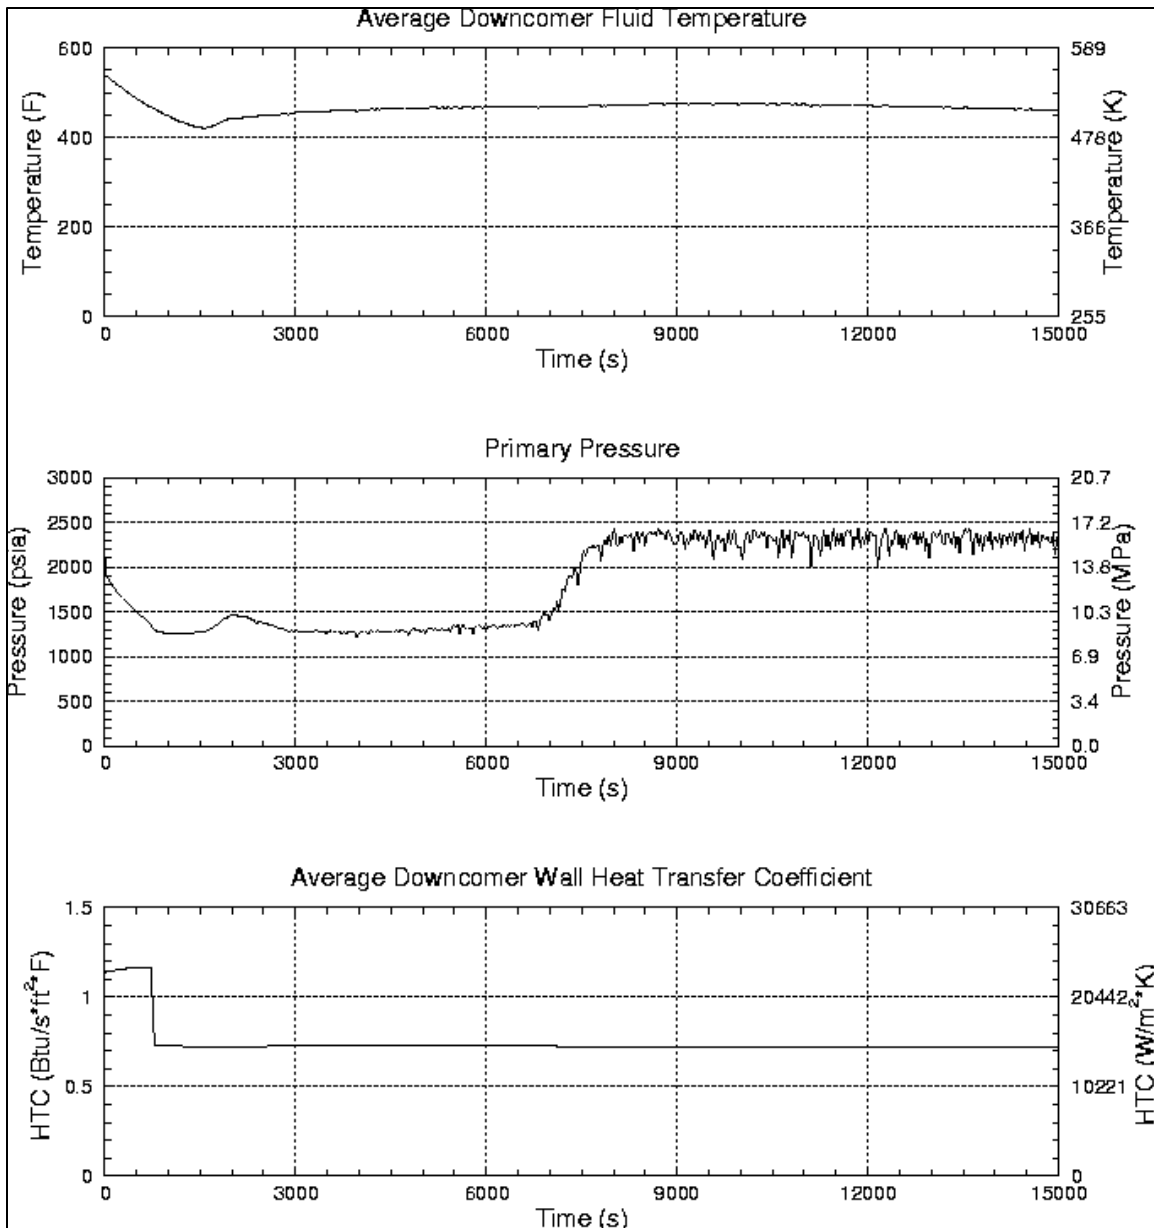 Average Downcomer Fluid Temperature
600
400
200
0
589
478
366
255
Temperature (F)
Temperature (K)
0 3000 6000 9000 12000 15000
Time (s)
Primary Pressure
3000
2500
2000
1500
1000
500
0
20.7
17.2
13.8
10.3
6.9
3.4
0.0
Pressure (psia)
Pressure (MPa)
0 3000 6000 9000 12000 15000
Time (s)
Average Downcomer Wall Heat Transfer Coefficient
1.5
1
0.5
0
30663
20442
10221
0
HTC (Btu/s*ft²*F)
HTC (W/m²*K)
0 3000 6000 9000 12000 15000
Time (s)